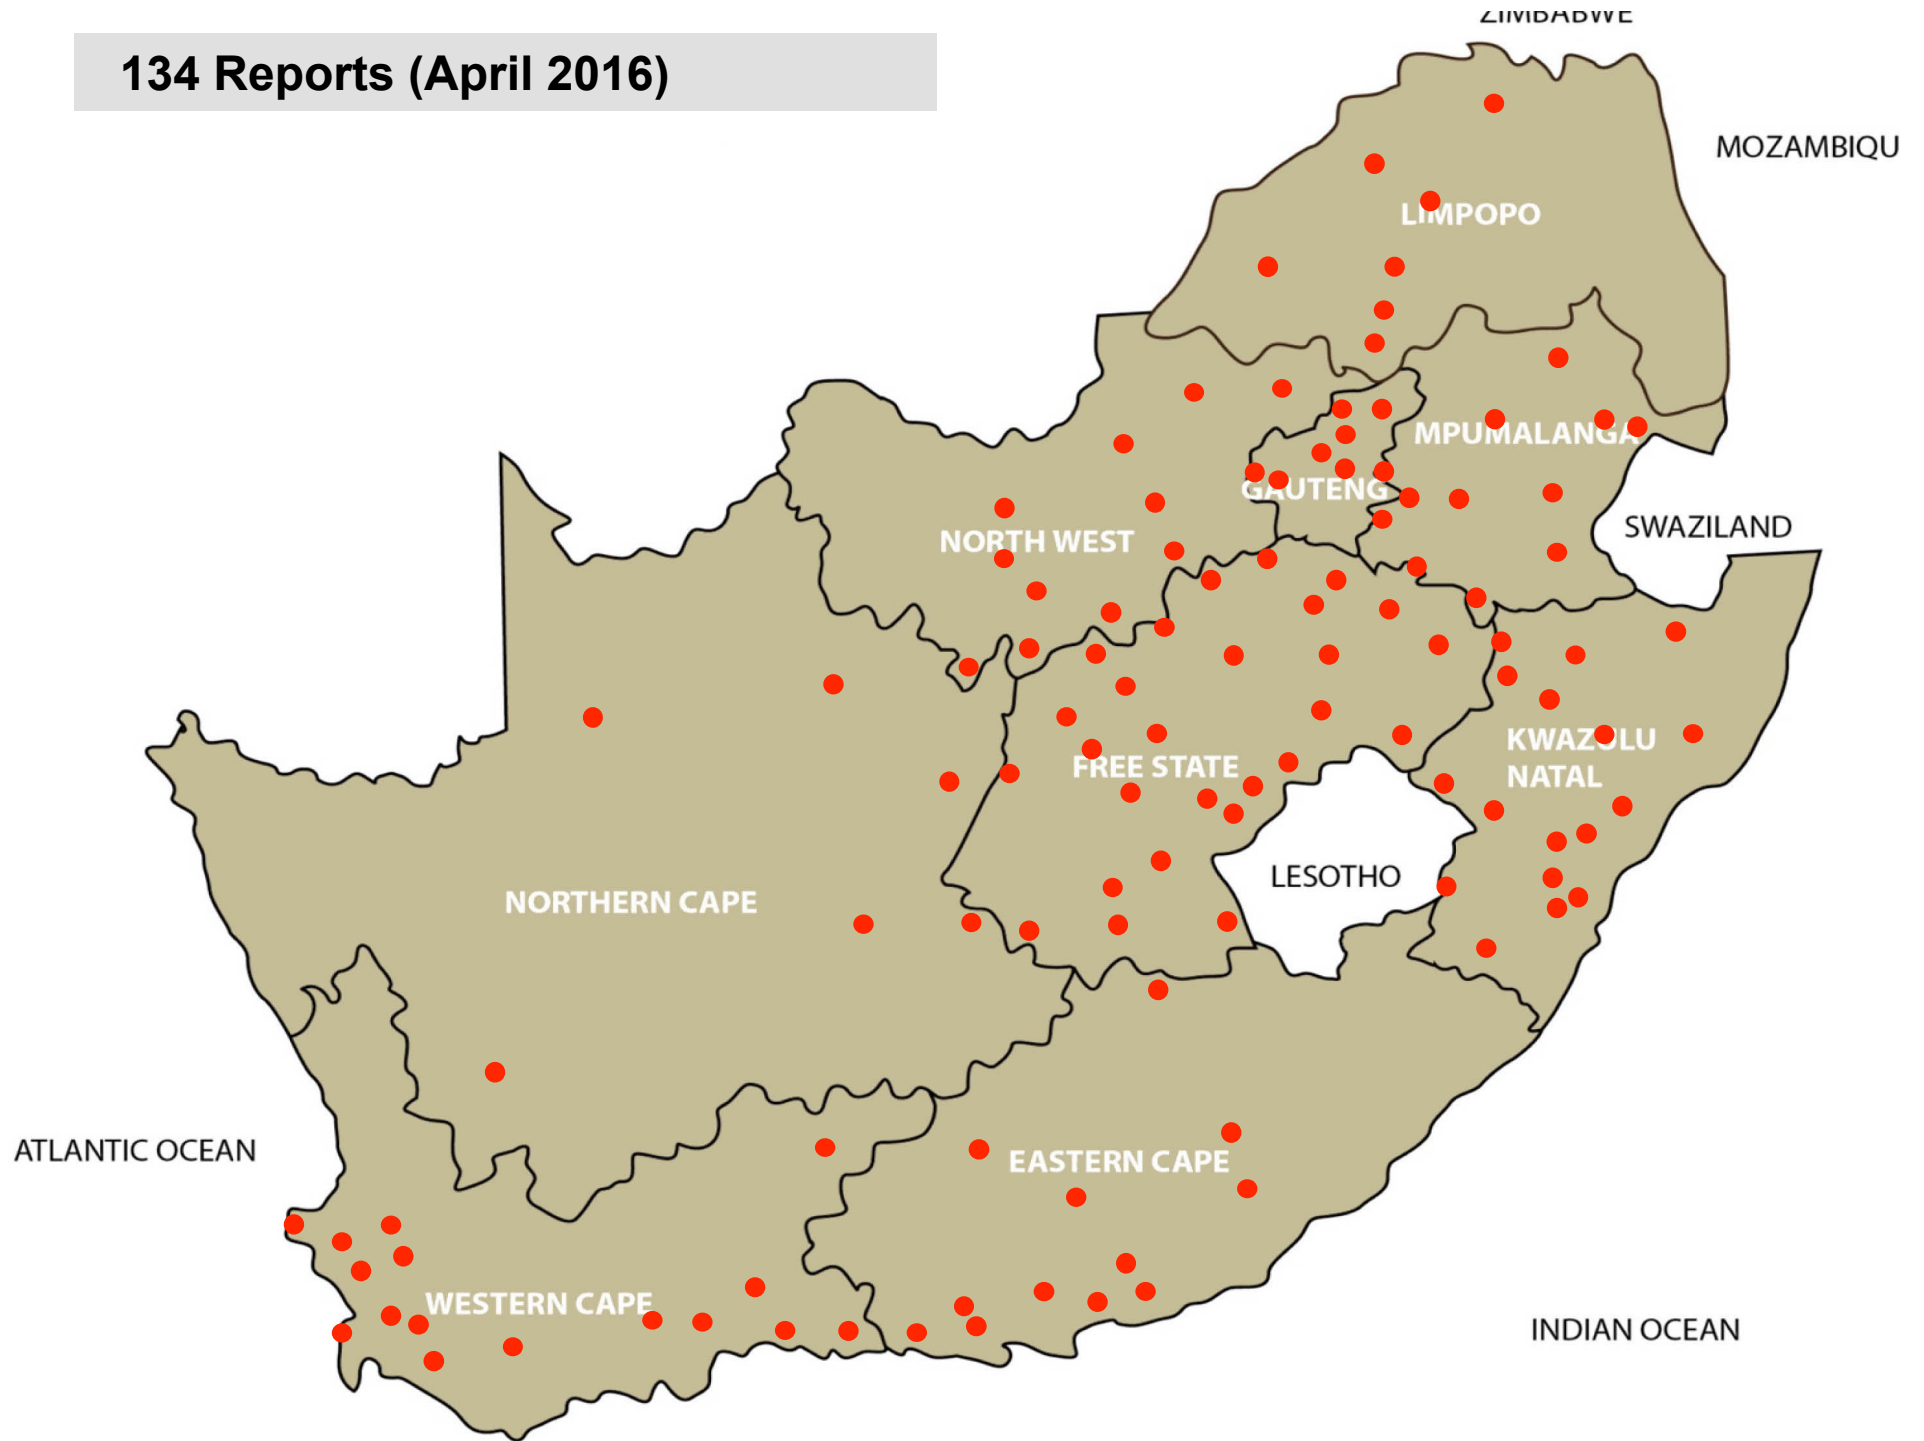 ZIMBABWE
134 Reports (April 2016)
MOZAMBIQU
LIMPOPO
MPUMALANGA
GAUTENG
SWAZILAND
NORTH WEST
KWAZULU
NATAL
FREE STATE
LESOTHO
NORTHERN CAPE
ATLANTIC OCEAN
EASTERN CAPE
WESTERN CAPE
INDIAN OCEAN